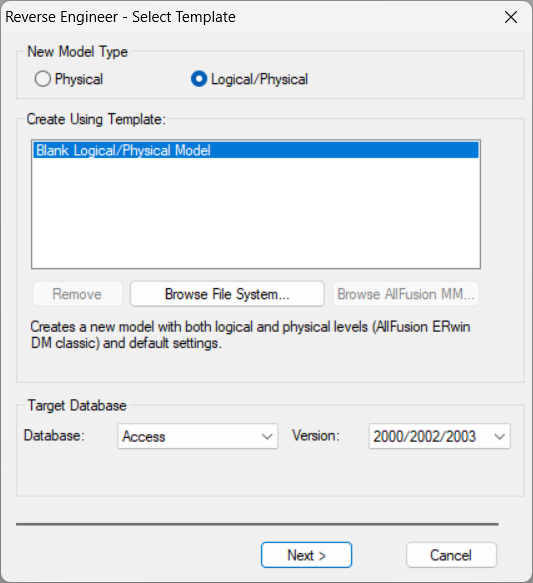 Reverse Engineer - Select Template
New Model Type
Physical
Logical/Physical
Create Using Template:
Blank Logical/Physical Model
Remove
Browse File System...
Browse AllFusion MM...
Creates a new model with both logical and physical levels (AllFusion ERwin
DM classic) and default settings.
Target Database
Database:
Access
Version:
2000/2002/2003
Next >
Cancel